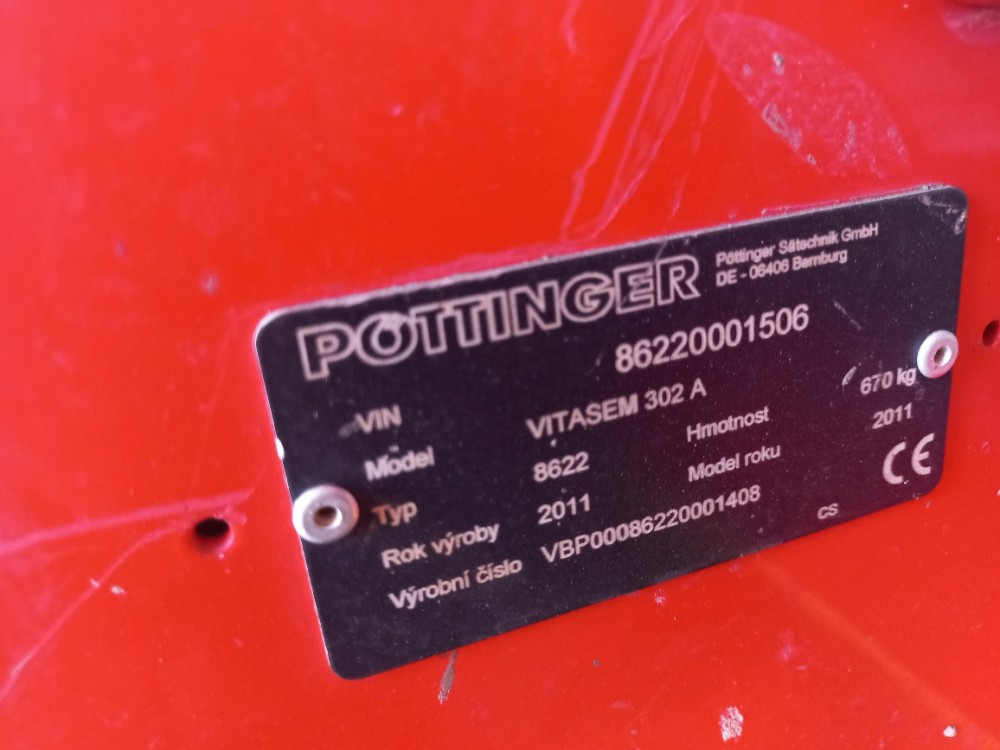 PÖTTINGER
Pöttinger Sätechnik GmbH
DE - 06406 Bernburg
VIN 86220001506
Model VITASEM 302 A
Typ 8622 Hmotnost 670 kg
Rok výroby 2011 Model roku 2011
Výrobní číslo VBP00086220001408 cs CE